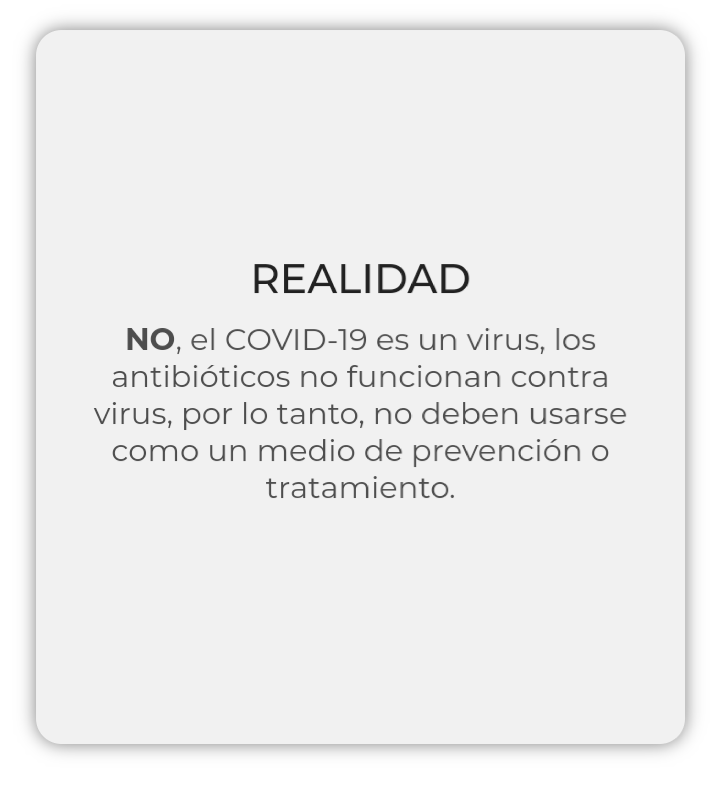 REALIDAD
NO, el COVID-19 es un virus, los
antibióticos no funcionan contra
virus, por lo tanto, no deben usarse
como un medio de prevención o
tratamiento.